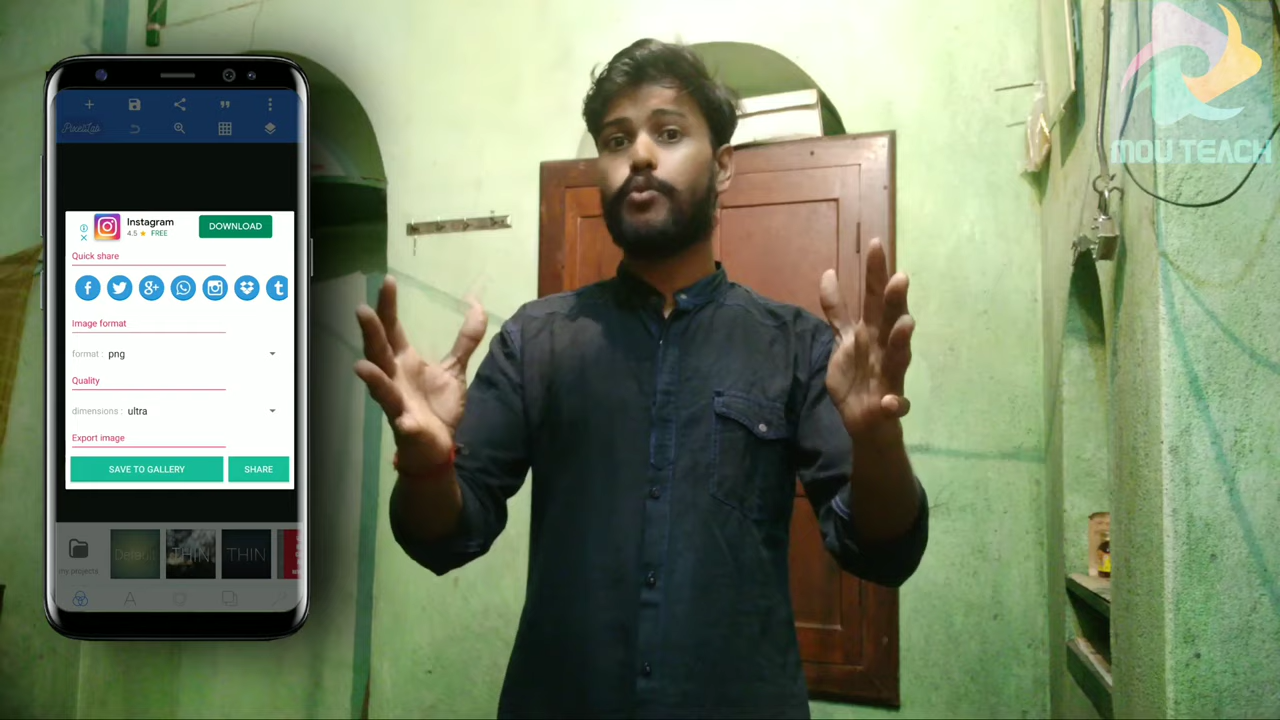 MOU TEACH
PixelLab
Instagram
DOWNLOAD
4.5 ★ FREE
Quick share
Image format
format : png
Quality
dimensions : ultra
Export image
SAVE TO GALLERY
SHARE
Default
THIN
THIN
my projects